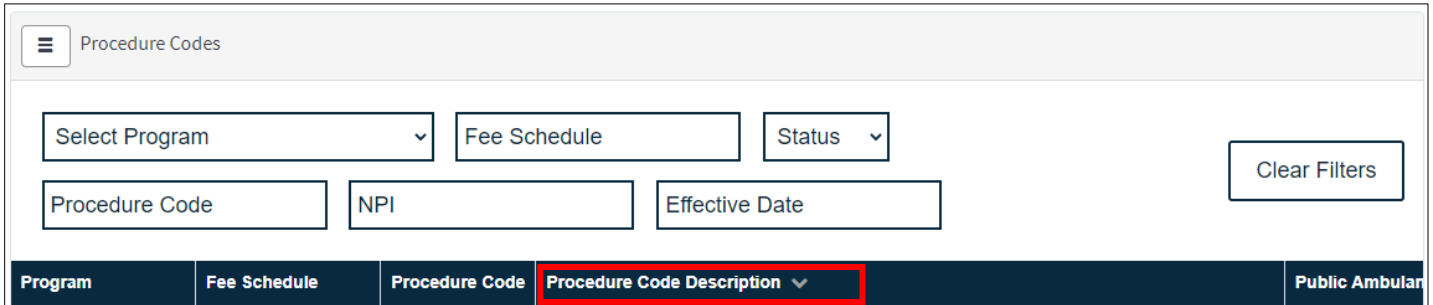 Procedure Codes
Select Program Fee Schedule Status
Clear Filters
Procedure Code NPI Effective Date
Program Fee Schedule Procedure Code Procedure Code Description Public Ambulan